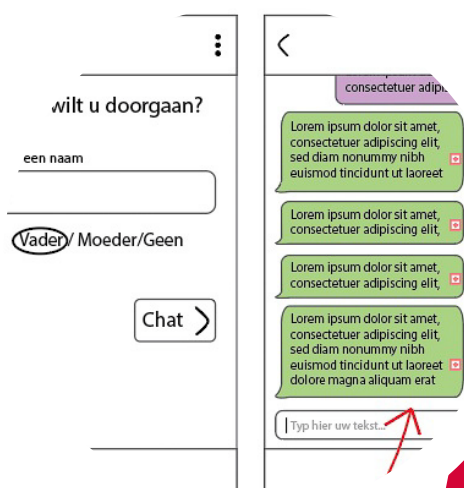 wilt u doorgaan?
een naam
Vader/ Moeder/Geen
Chat
consectetuer
Lorem ipsum dolor sit amet,
consectetuer adipiscing elit,
sed diam nonummy nibh
euismod tincidunt ut laoreet
Lorem ipsum dolor sit amet,
consectetuer adipiscing elit,
Lorem ipsum dolor sit amet,
consectetuer adipiscing elit,
Lorem ipsum dolor sit amet,
consectetuer adipiscing elit,
sed diam nonummy nibh
euismod tincidunt ut laoreet
dolore magna aliquam erat
Typ hier uw tekst...